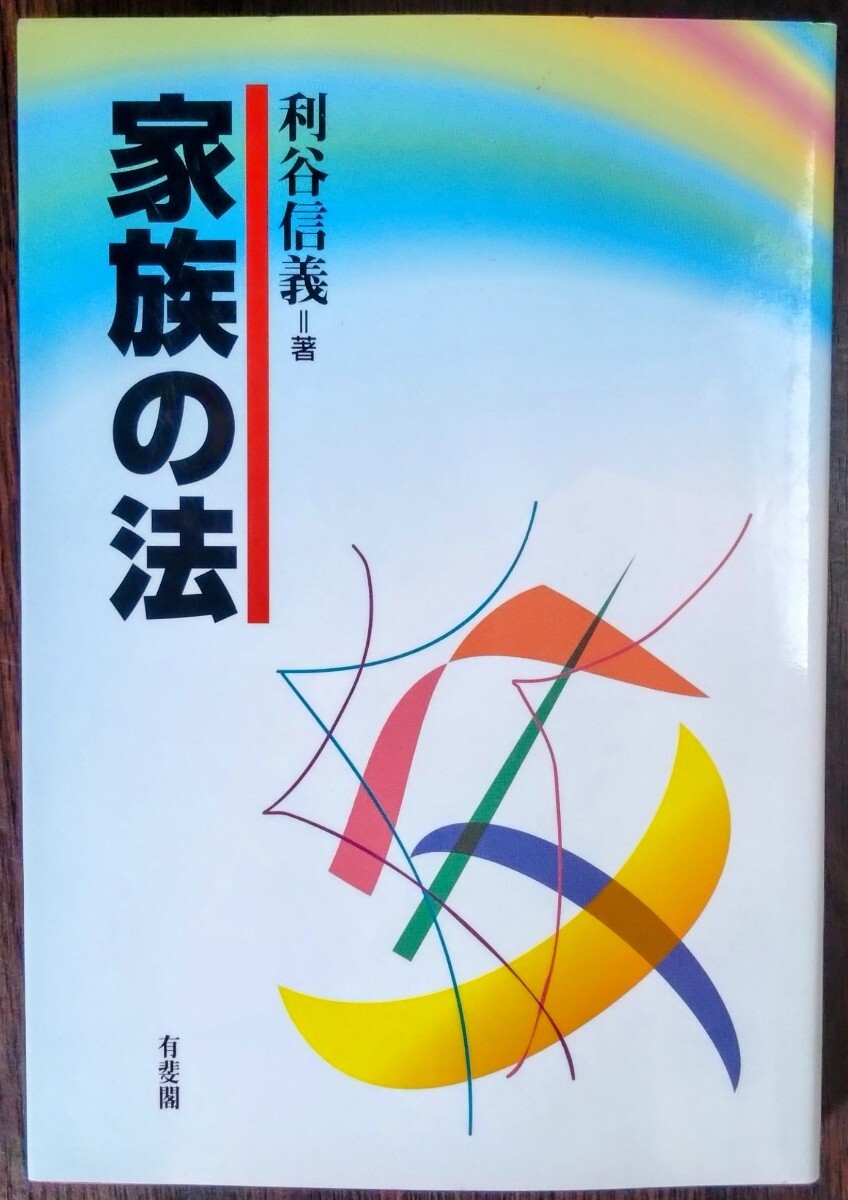 利谷信義=著
家族の法
有斐閣